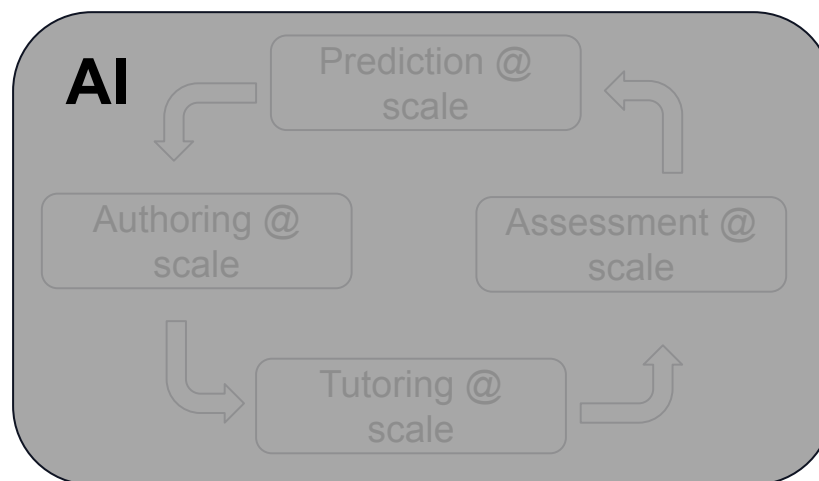 AI
Prediction @
scale
Authoring @
scale
Assessment @
scale
Tutoring @
scale